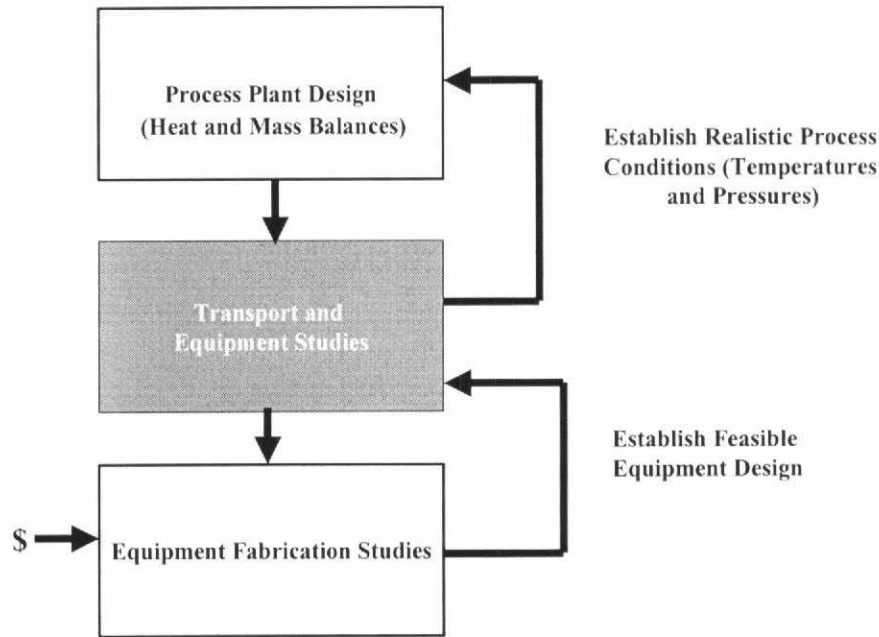 Process Plant Design
(Heat and Mass Balances)
Establish Realistic Process
Conditions (Temperatures
and Pressures)
Transport and
Equipment Studies
Establish Feasible
Equipment Design
$
Equipment Fabrication Studies